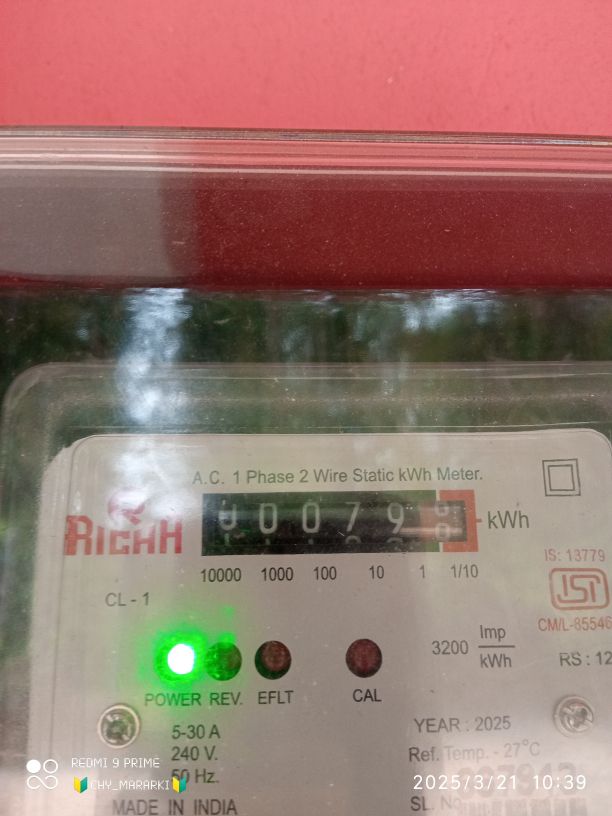 A.C. 1 Phase 2 Wire Static kWh Meter.
RICHA
00079 kWh
10000 1000 100 10 1 1/10
IS: 13779
ISI
CM/L-85546
CL - 1
3200 Imp/kWh
RS : 12
POWER REV. EFLT CAL
5-30 A
YEAR : 2025
240 V.
Ref. Temp. - 27°C
50 Hz.
MADE IN INDIA
SL. No.
REDMI 9 PRIME
CHY_MARARKI
2025/3/21 10:39